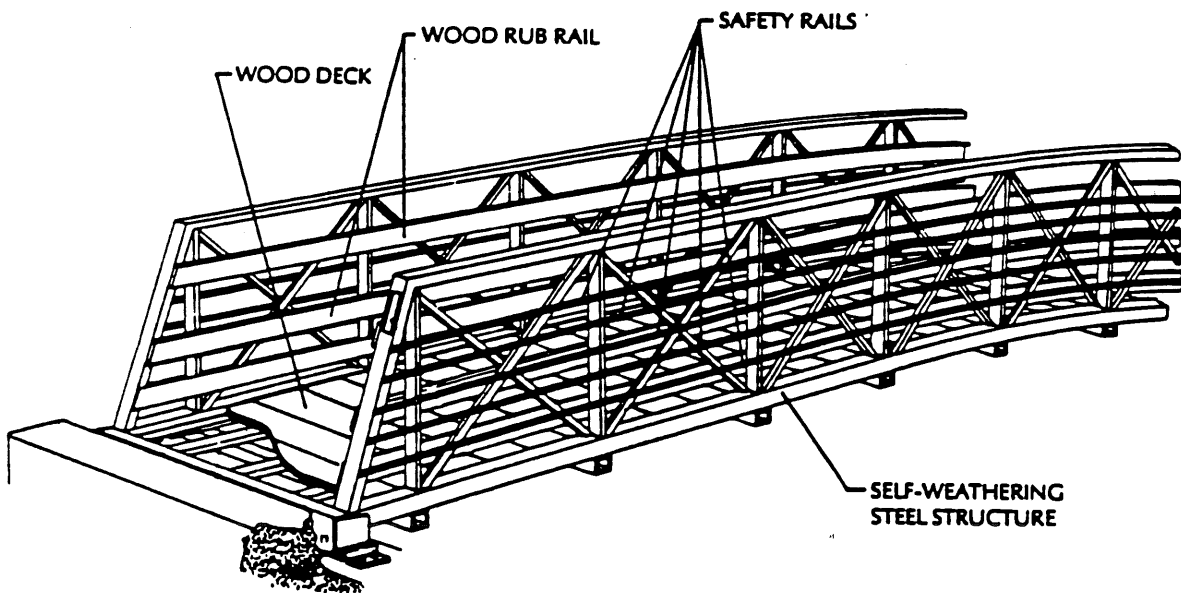 SAFETY RAILS
WOOD RUB RAIL
WOOD DECK
SELF-WEATHERING
STEEL STRUCTURE